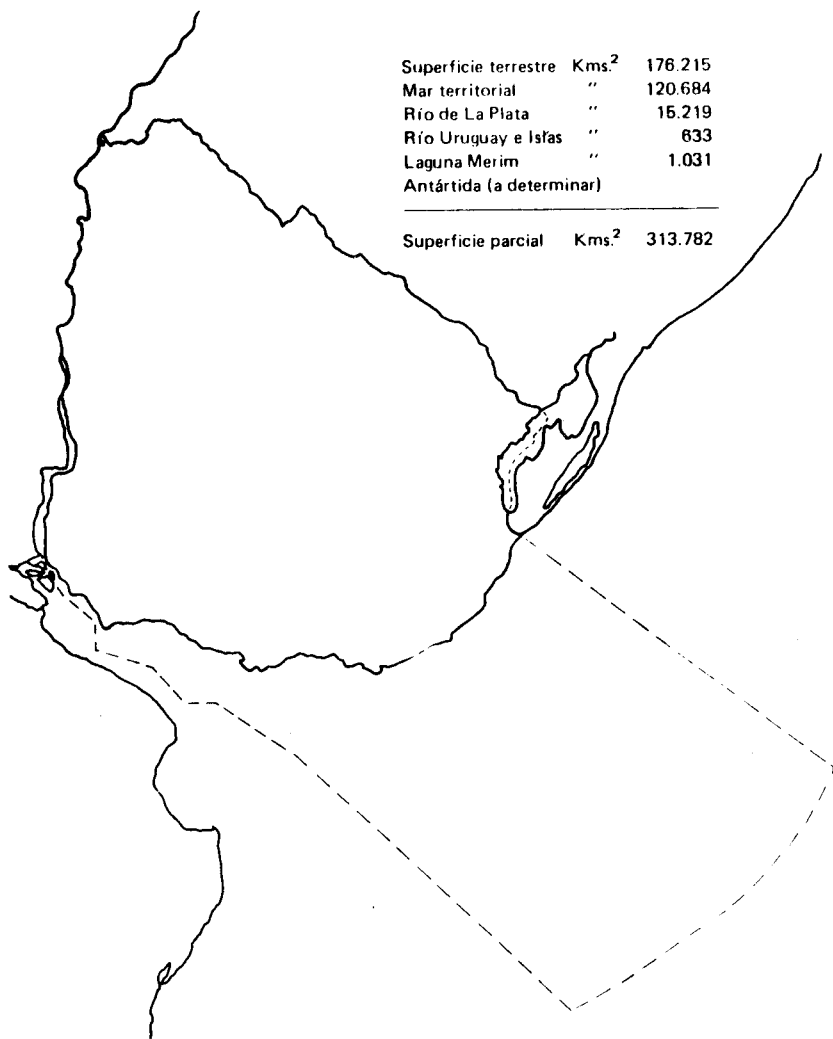 Superficie terrestre Kms.² 176.215
Mar territorial " 120.684
Río de La Plata " 15.219
Río Uruguay e Islas " 633
Laguna Merim " 1.031
Antártida (a determinar)
Superficie parcial Kms.² 313.782